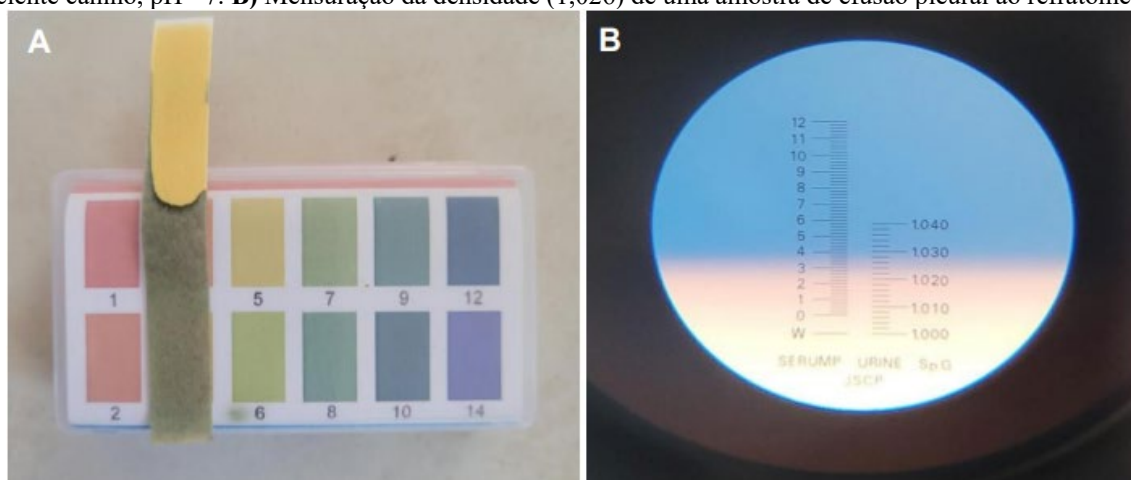 ciente canino, pH= 7. B) Mensuração da densidade (1,026) de uma amostra de efusão pleural ao refratôme
A
1 5 7 9 12
2 6 8 10 14
B
12
11
10
9
8
7
6 1.040
5
4 1.030
3
2 1.020
1
0 1.010
W 1.000
SERUMP URINE SpG
JSCP